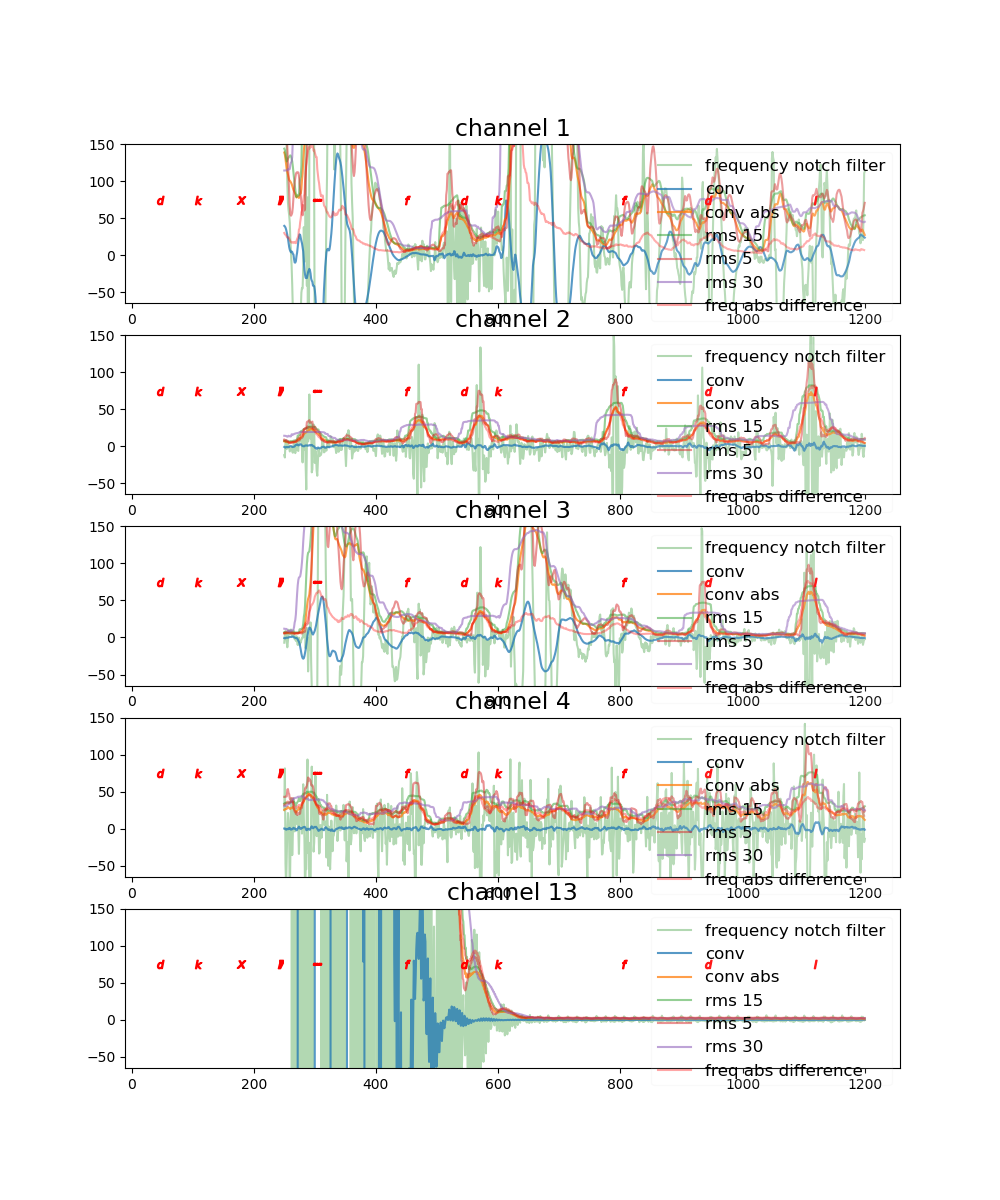 channel 1
150
100
50
0
−50
d k X — f d k f d l
frequency notch filter
conv
conv abs
rms 15
rms 5
rms 30
freq abs difference
0 200 400 600 800 1000 1200
channel 2
150
100
50
0
−50
d k X — f d k f d l
frequency notch filter
conv
conv abs
rms 15
rms 5
rms 30
freq abs difference
0 200 400 600 800 1000 1200
channel 3
150
100
50
0
−50
d k X — f d k f d l
frequency notch filter
conv
conv abs
rms 15
rms 5
rms 30
freq abs difference
0 200 400 600 800 1000 1200
channel 4
150
100
50
0
−50
d k X — f d k f d l
frequency notch filter
conv
conv abs
rms 15
rms 5
rms 30
freq abs difference
0 200 400 600 800 1000 1200
channel 13
150
100
50
0
−50
d k X — f d k f d l
frequency notch filter
conv
conv abs
rms 15
rms 5
rms 30
freq abs difference
0 200 400 600 800 1000 1200